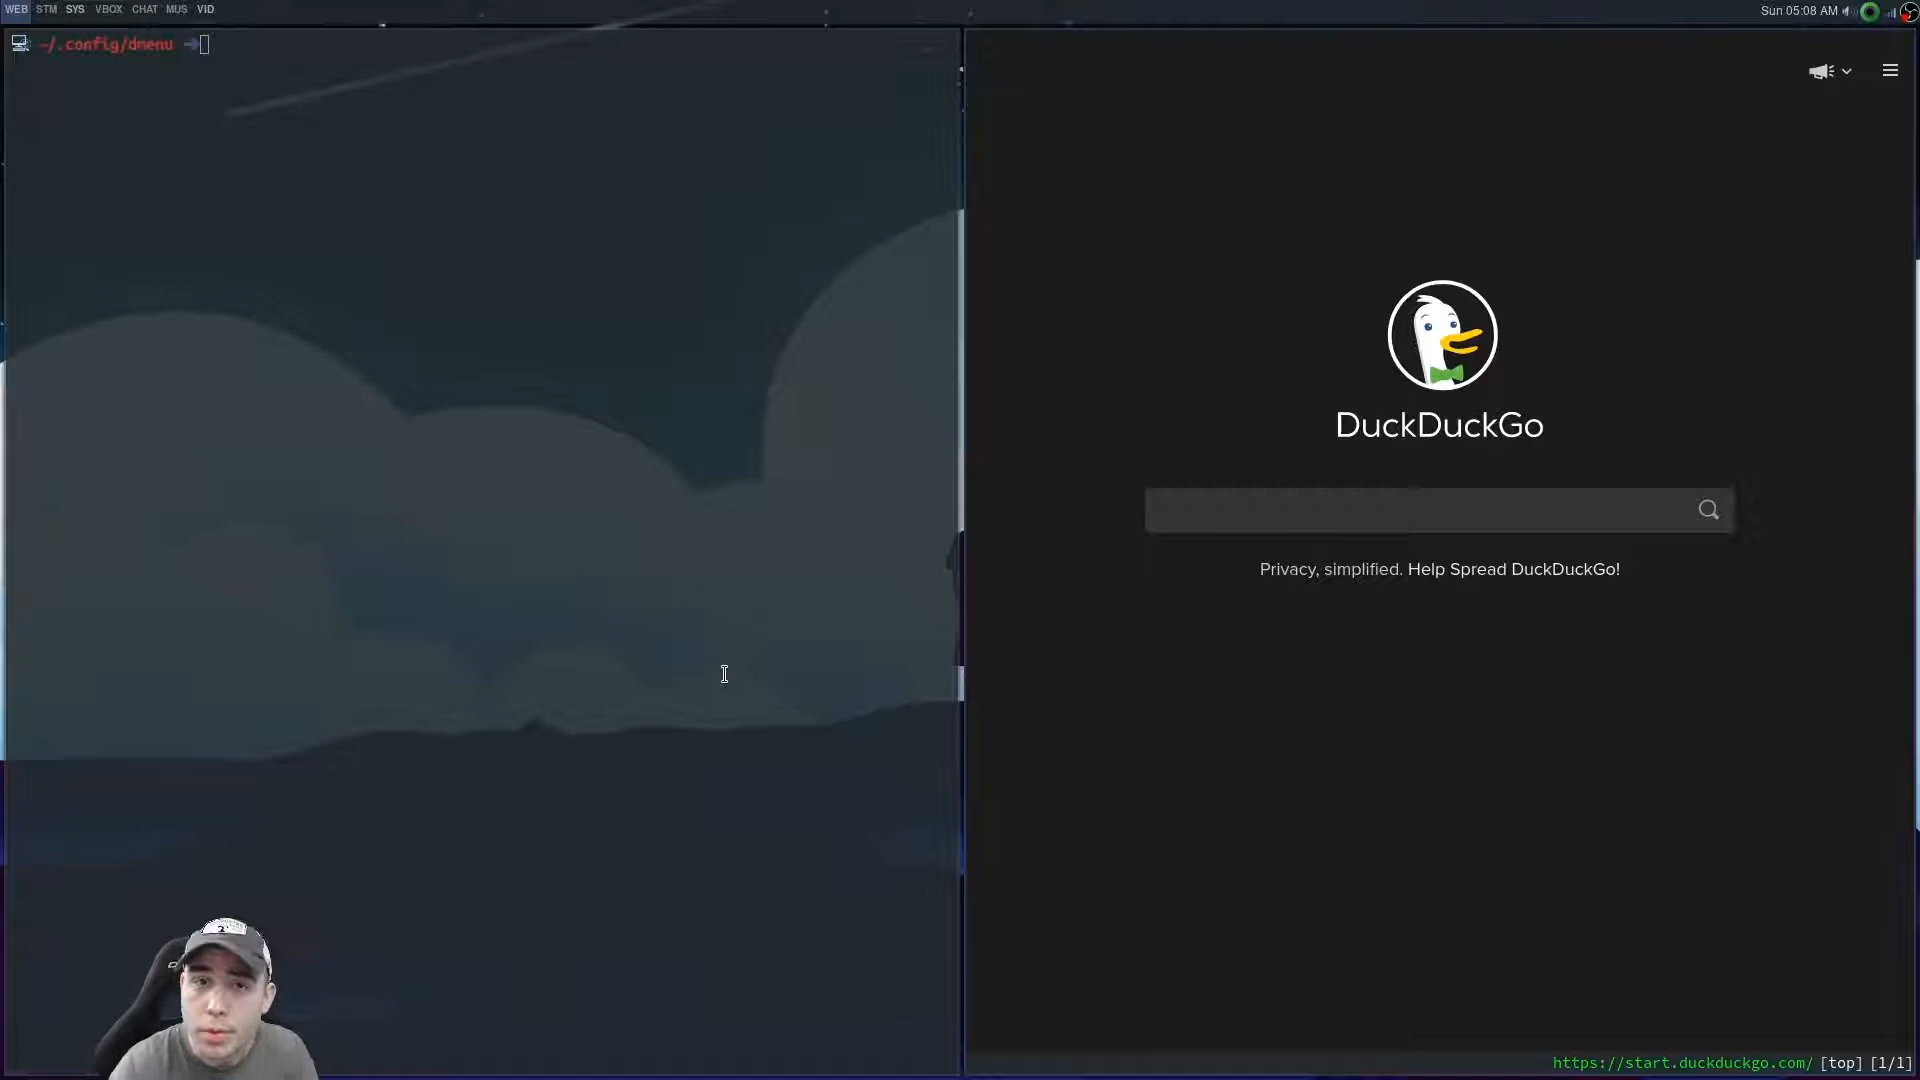 WEB STM SYS VBOX CHAT MUS VID
Sun 05:08 AM
~/.config/dmenu
DuckDuckGo
Privacy, simplified. Help Spread DuckDuckGo!
https://start.duckduckgo.com/ [top] [1/1]